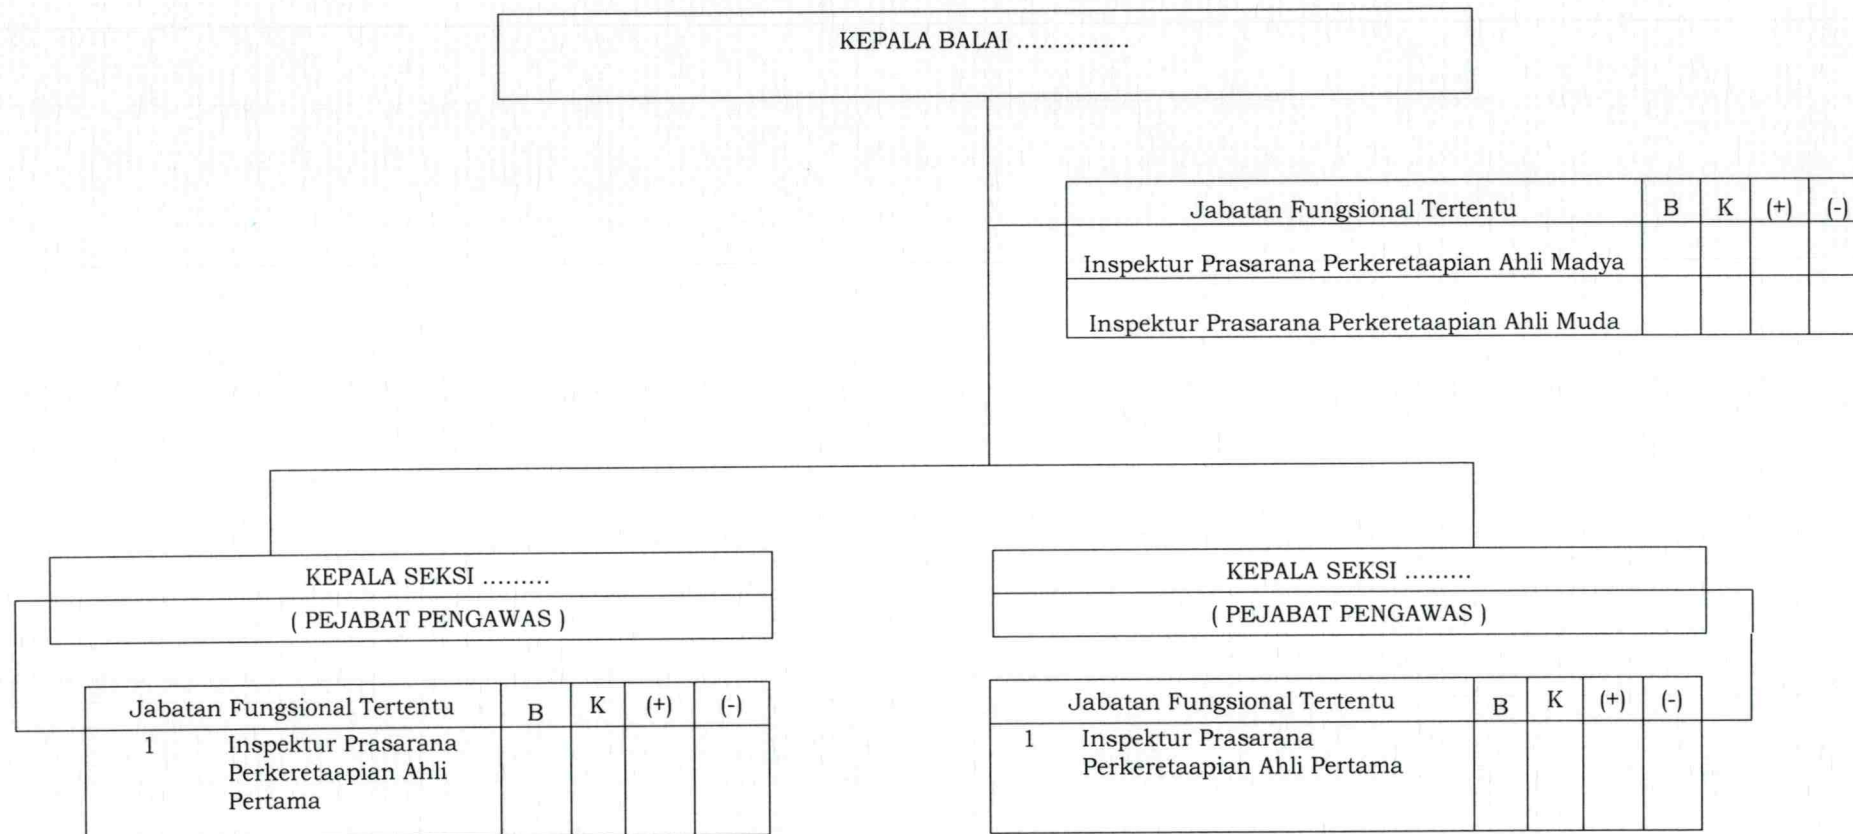 KEPALA BALAI ...............
Jabatan Fungsional Tertentu B K (+) (-)
Inspektur Prasarana Perkeretaapian Ahli Madya
Inspektur Prasarana Perkeretaapian Ahli Muda
KEPALA SEKSI .........
( PEJABAT PENGAWAS )
Jabatan Fungsional Tertentu B K (+) (-)
1 Inspektur Prasarana
Perkeretaapian Ahli
Pertama
KEPALA SEKSI .........
( PEJABAT PENGAWAS )
Jabatan Fungsional Tertentu B K (+) (-)
1 Inspektur Prasarana
Perkeretaapian Ahli Pertama